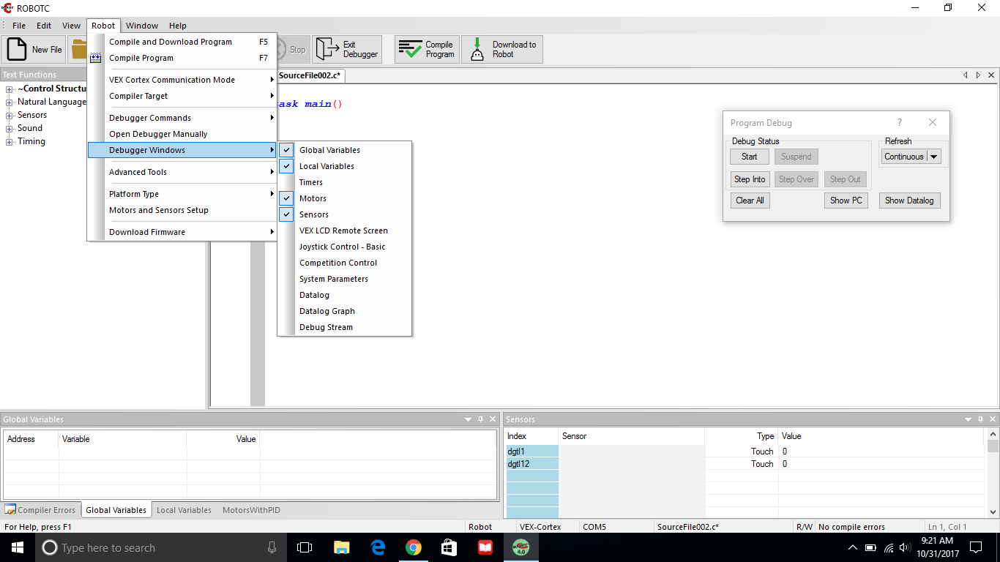 ROBOTC
File Edit View Robot Window Help
New File
Stop
Exit Debugger
Compile Program
Download to Robot
Compile and Download Program F5
Compile Program F7
VEX Cortex Communication Mode
Compiler Target
Debugger Commands
Open Debugger Manually
Debugger Windows
Advanced Tools
Platform Type
Motors and Sensors Setup
Download Firmware
Global Variables
Local Variables
Timers
Motors
Sensors
VEX LCD Remote Screen
Joystick Control - Basic
Competition Control
System Parameters
Datalog
Datalog Graph
Debug Stream
Text Functions
~Control Structu
Natural Language
Sensors
Sound
Timing
SourceFile002.c*
ask main()
Program Debug ?
Debug Status
Refresh
Start Suspend
Continuous
Step Into Step Over Step Out
Clear All Show PC Show Datalog
Global Variables
Address Variable Value
Compiler Errors Global Variables Local Variables MotorsWithPID
Sensors
Index Sensor Type Value
dgtl1 Touch 0
dgtl12 Touch 0
For Help, press F1
Robot VEX-Cortex COM5 SourceFile002.c* R/W No compile errors Ln 1, Col 1
Type here to search
4.0
9:21 AM
10/31/2017